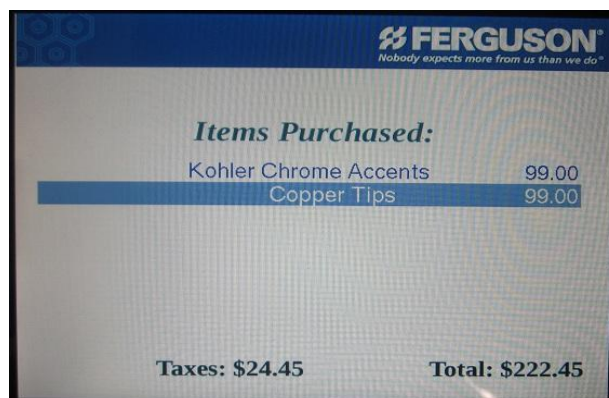 FERGUSON®
Nobody expects more from us than we do®
Items Purchased:
Kohler Chrome Accents 99.00
Copper Tips 99.00
Taxes: $24.45 Total: $222.45